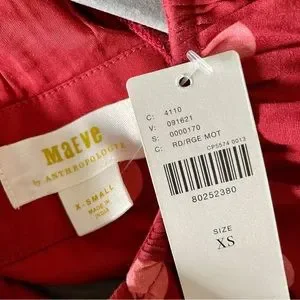 MAEVE
by ANTHROPOLOGIE
X-SMALL
MADE IN
INDIA
C: 4110
V: 091621
S: 0000170
C: RD/RGE MOT
CP5574 0013
80252380
SIZE
XS